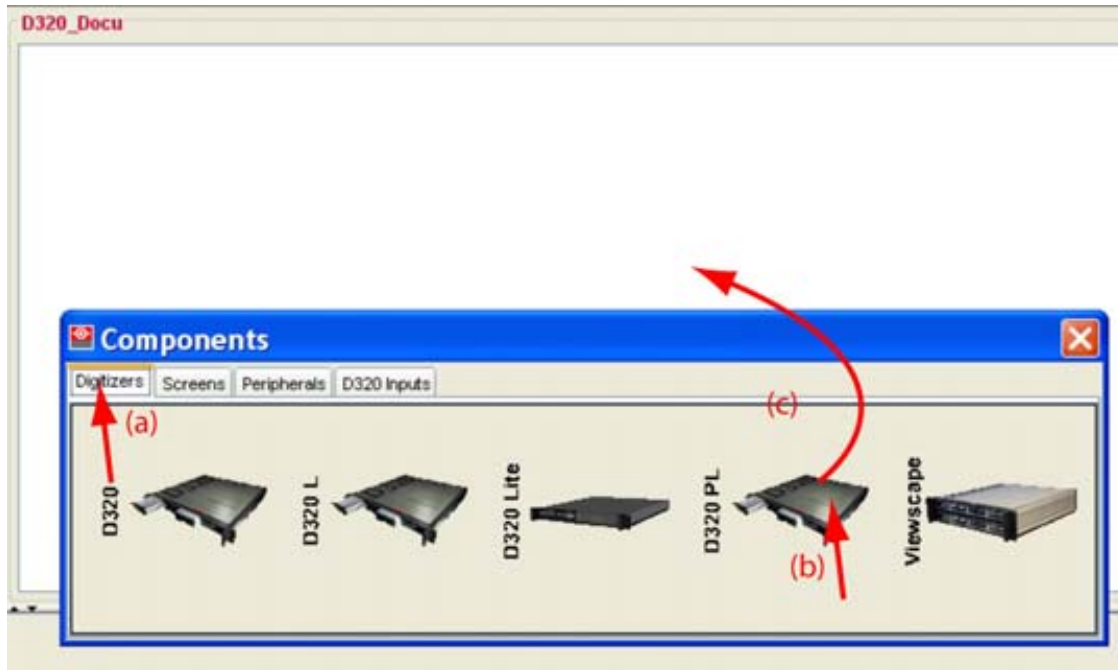 D320_Docu
Components
Digitizers Screens Peripherals D320 Inputs
(a)
(c)
D320
D320 L
D320 Lite
D320 PL
Viewscape
(b)